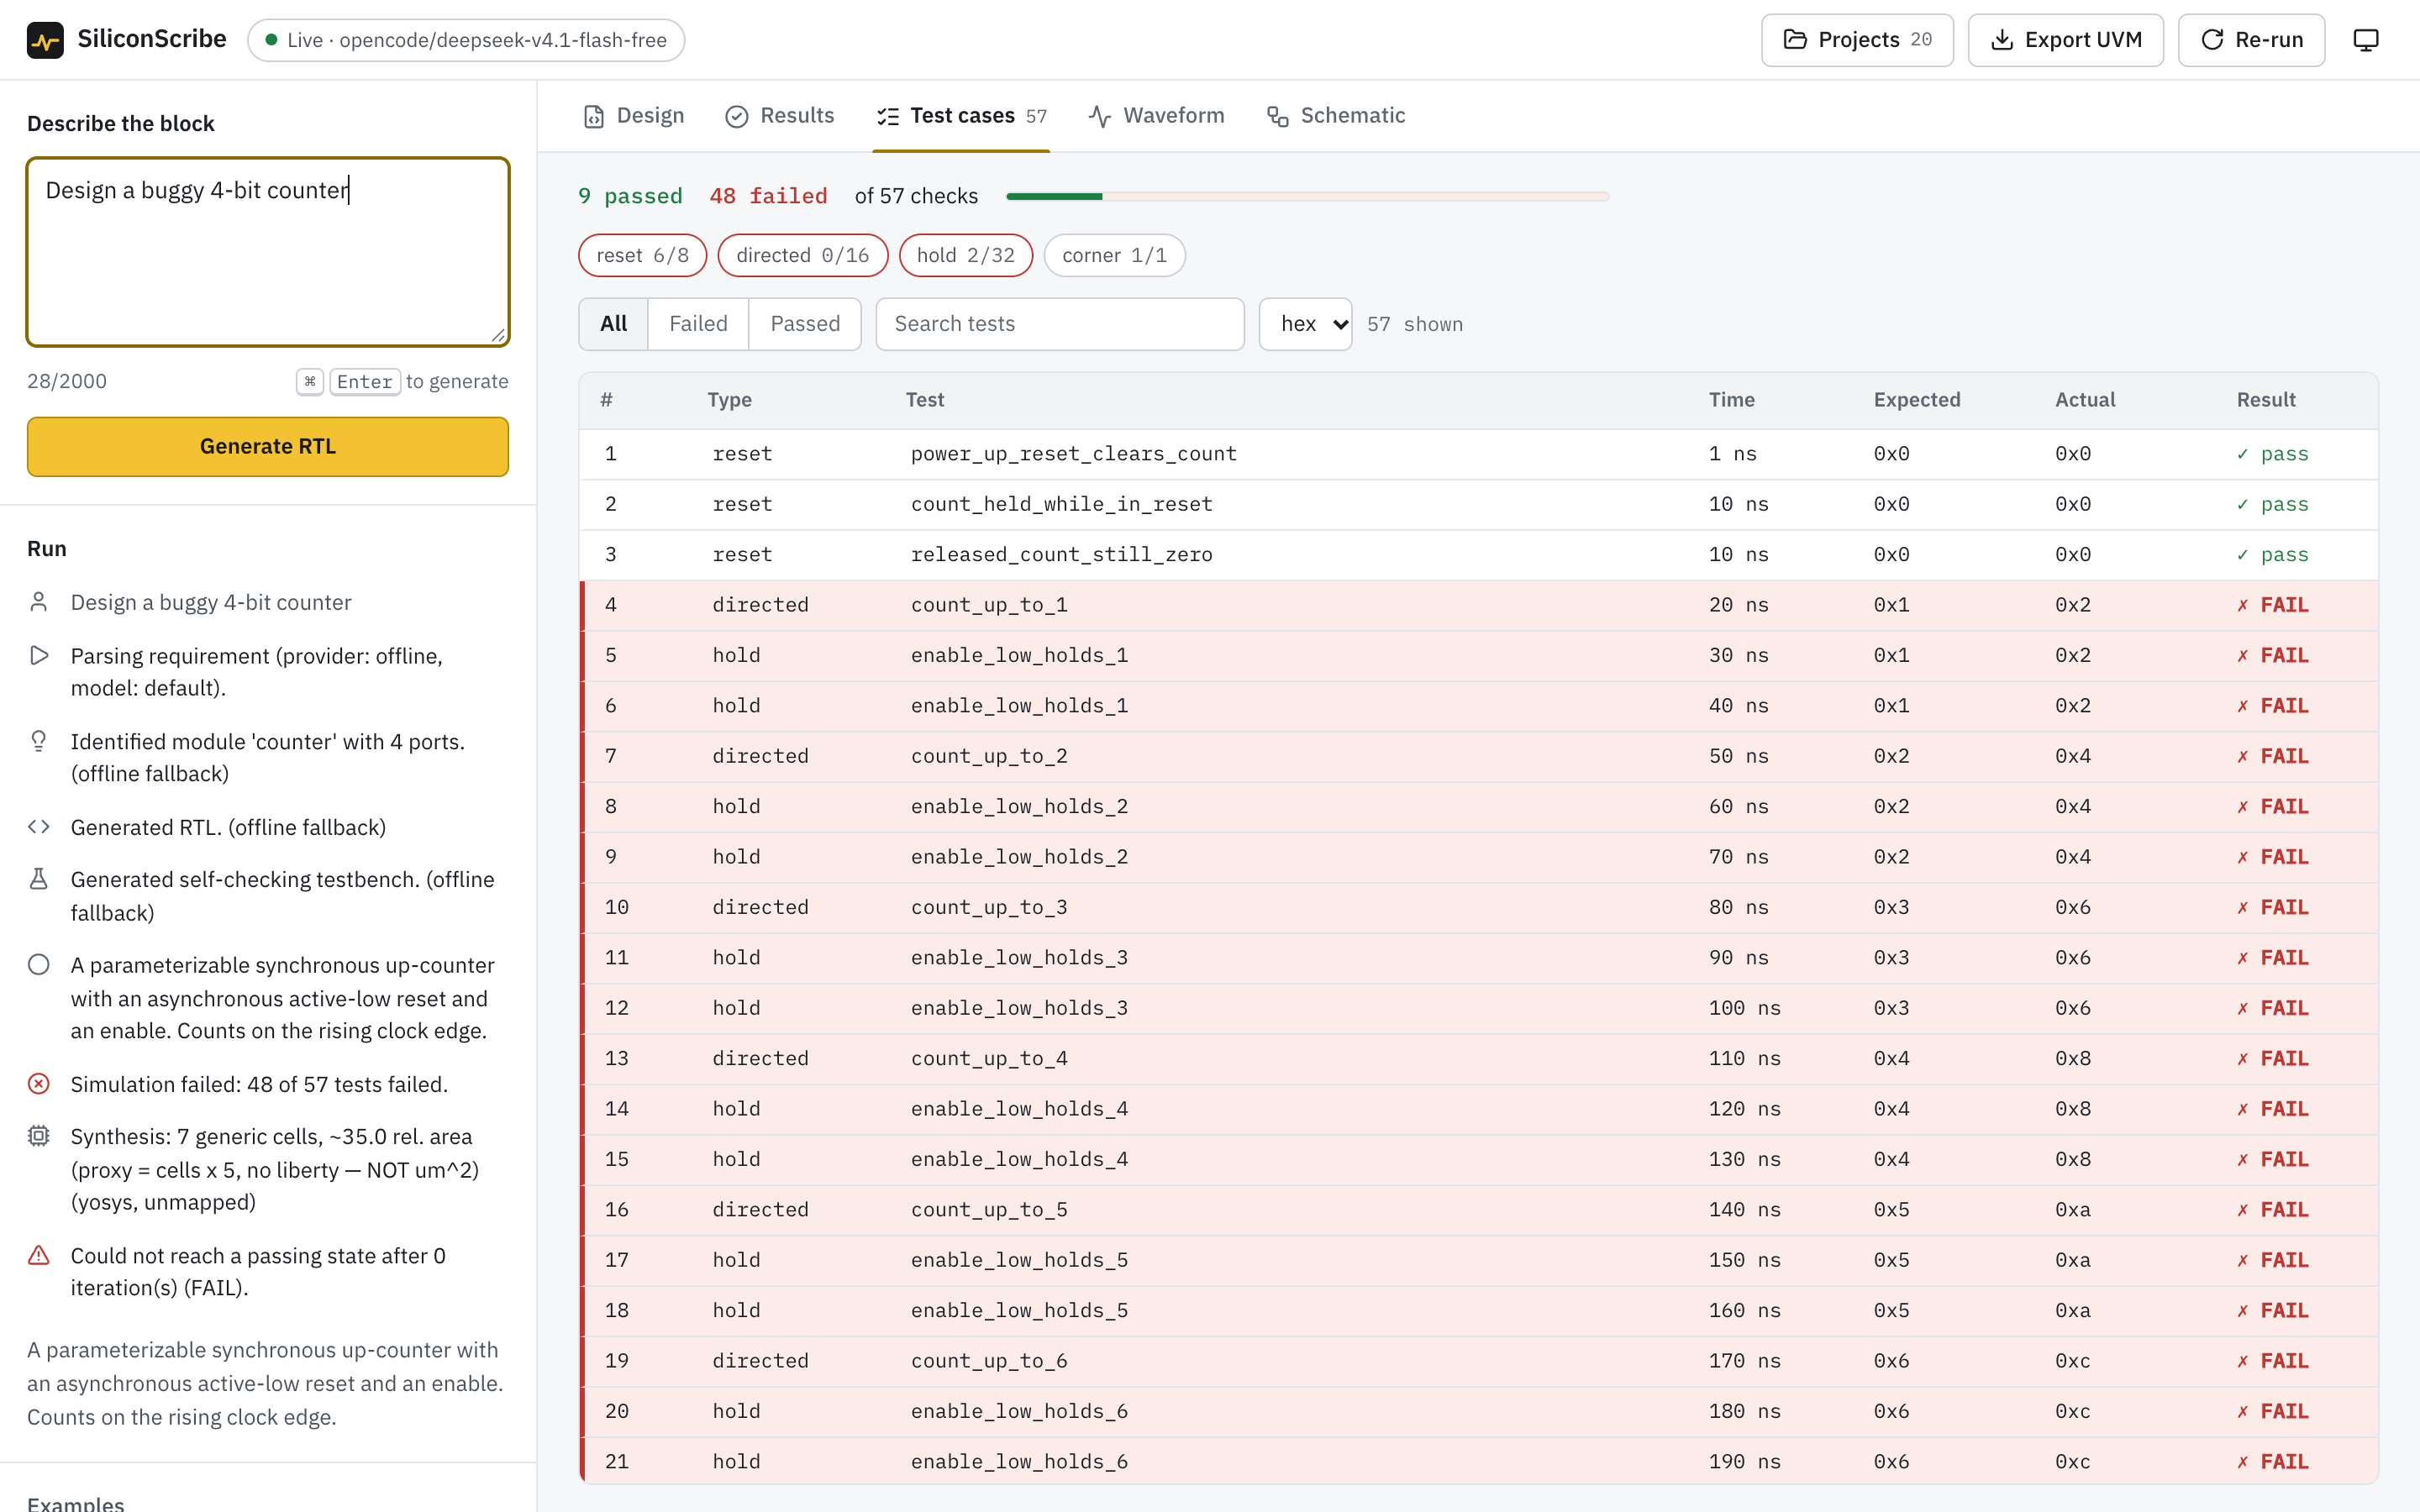 SiliconScribe
Live · opencode/deepseek-v4.1-flash-free
Projects 20
Export UVM
Re-run
Describe the block
Design a buggy 4-bit counter
28/2000
⌘ Enter to generate
Generate RTL
Run
Design a buggy 4-bit counter
Parsing requirement (provider: offline,
model: default).
Identified module 'counter' with 4 ports.
(offline fallback)
Generated RTL. (offline fallback)
Generated self-checking testbench. (offline
fallback)
A parameterizable synchronous up-counter
with an asynchronous active-low reset and
an enable. Counts on the rising clock edge.
Simulation failed: 48 of 57 tests failed.
Synthesis: 7 generic cells, ~35.0 rel. area
(proxy = cells x 5, no liberty — NOT um^2)
(yosys, unmapped)
Could not reach a passing state after 0
iteration(s) (FAIL).
A parameterizable synchronous up-counter with
an asynchronous active-low reset and an enable.
Counts on the rising clock edge.
Examples
Design Results Test cases 57 Waveform Schematic
9 passed 48 failed of 57 checks
reset 6/8 directed 0/16 hold 2/32 corner 1/1
All Failed Passed Search tests hex 57 shown
# Type Test Time Expected Actual Result
1 reset power_up_reset_clears_count 1 ns 0x0 0x0 ✓ pass
2 reset count_held_while_in_reset 10 ns 0x0 0x0 ✓ pass
3 reset released_count_still_zero 10 ns 0x0 0x0 ✓ pass
4 directed count_up_to_1 20 ns 0x1 0x2 ✗ FAIL
5 hold enable_low_holds_1 30 ns 0x1 0x2 ✗ FAIL
6 hold enable_low_holds_1 40 ns 0x1 0x2 ✗ FAIL
7 directed count_up_to_2 50 ns 0x2 0x4 ✗ FAIL
8 hold enable_low_holds_2 60 ns 0x2 0x4 ✗ FAIL
9 hold enable_low_holds_2 70 ns 0x2 0x4 ✗ FAIL
10 directed count_up_to_3 80 ns 0x3 0x6 ✗ FAIL
11 hold enable_low_holds_3 90 ns 0x3 0x6 ✗ FAIL
12 hold enable_low_holds_3 100 ns 0x3 0x6 ✗ FAIL
13 directed count_up_to_4 110 ns 0x4 0x8 ✗ FAIL
14 hold enable_low_holds_4 120 ns 0x4 0x8 ✗ FAIL
15 hold enable_low_holds_4 130 ns 0x4 0x8 ✗ FAIL
16 directed count_up_to_5 140 ns 0x5 0xa ✗ FAIL
17 hold enable_low_holds_5 150 ns 0x5 0xa ✗ FAIL
18 hold enable_low_holds_5 160 ns 0x5 0xa ✗ FAIL
19 directed count_up_to_6 170 ns 0x6 0xc ✗ FAIL
20 hold enable_low_holds_6 180 ns 0x6 0xc ✗ FAIL
21 hold enable_low_holds_6 190 ns 0x6 0xc ✗ FAIL